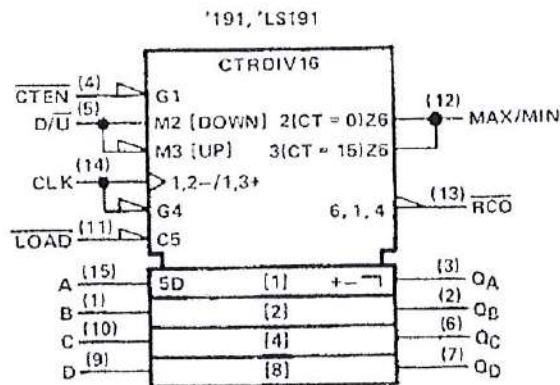 '191, 'LS191
CTRDIV16
CTEN (4) G1
D/U (5) M2 [DOWN] 2(CT = 0)Z6 (12) MAX/MIN
M3 [UP] 3(CT = 15)Z6
CLK (14) 1,2-/1,3+
G4 6, 1, 4 (13) RCO
LOAD (11) C5
A (15) 5D [1] +- (3) QA
B (1) [2] (2) QB
C (10) [4] (6) QC
D (9) [8] (7) QD